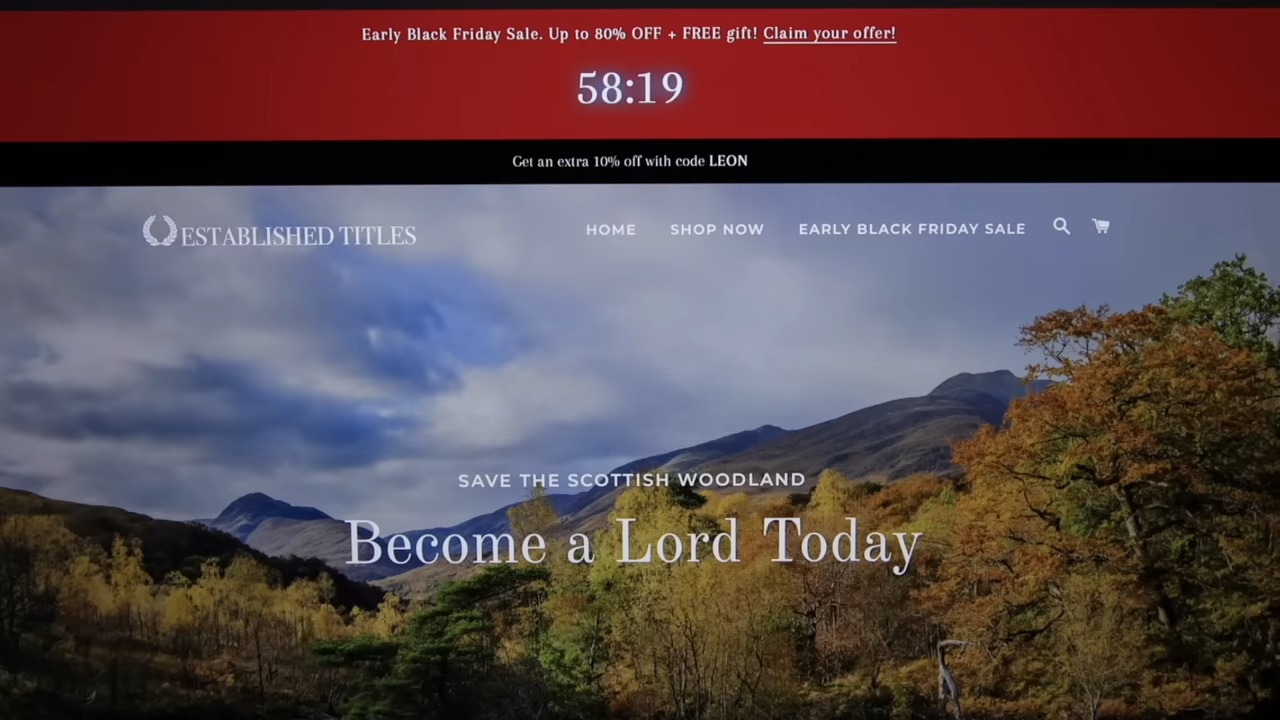 Early Black Friday Sale. Up to 80% OFF + FREE gift! Claim your offer!
58:19
Get an extra 10% off with code LEON
ESTABLISHED TITLES
HOME SHOP NOW EARLY BLACK FRIDAY SALE
SAVE THE SCOTTISH WOODLAND
Become a Lord Today